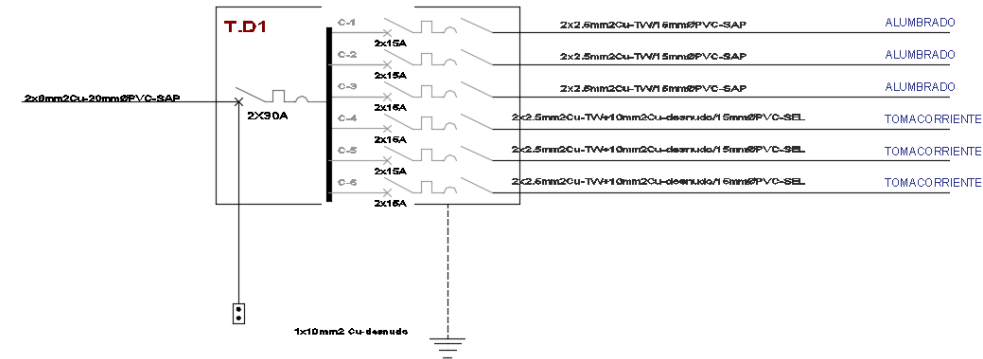 C-1
2x2.5mm2Cu-TW/15mmØPVC-SAP
ALUMBRADO
T.D1
2x15A
C-2
2x2.5mm2Cu-TW/15mmØPVC-SAP
ALUMBRADO
2x15A
C-3
2x2.5mm2Cu-TW/15mmØPVC-SAP
ALUMBRADO
2x6mm2Cu-20mmØPVC-SAP
2x15A
2X30A
C-4
2x2.5mm2Cu-TW+10mm2Cu-desnudo/15mmØPVC-SEL
TOMACORRIENTE
2x15A
C-5
2x2.5mm2Cu-TW+10mm2Cu-desnudo/15mmØPVC-SEL
TOMACORRIENTE
2x15A
C-6
2x2.5mm2Cu-TW+10mm2Cu-desnudo/15mmØPVC-SEL
TOMACORRIENTE
2x15A
1x10mm2 Cu-desnudo